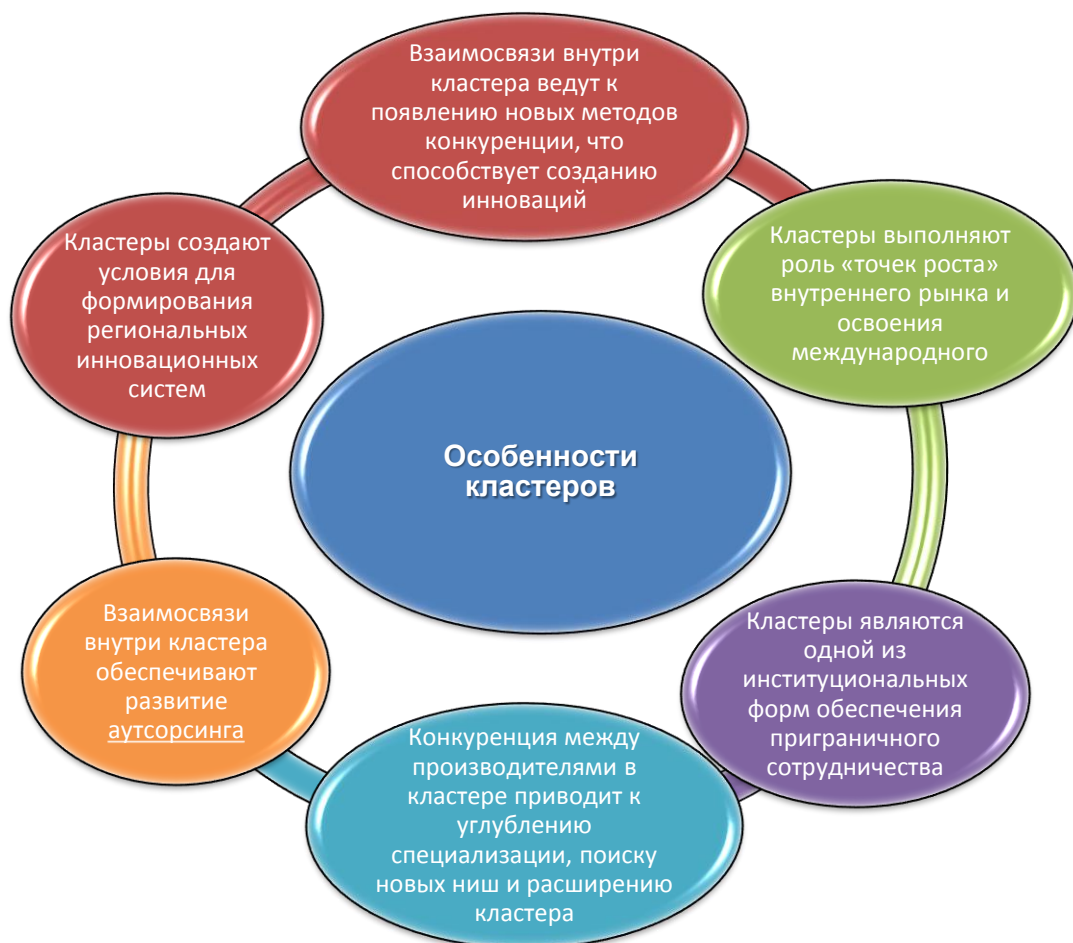 Взаимосвязи внутри
кластера ведут к
появлению новых методов
конкуренции, что
способствует созданию
инноваций
Кластеры выполняют
роль «точек роста»
внутреннего рынка и
освоения
международного
Кластеры являются
одной из
институциональных
форм обеспечения
приграничного
сотрудничества
Конкуренция между
производителями в
кластере приводит к
углублению
специализации, поиску
новых ниш и расширению
кластера
Взаимосвязи
внутри кластера
обеспечивают
развитие
аутсорсинга
Кластеры создают
условия для
формирования
региональных
инновационных
систем
Особенности
кластеров